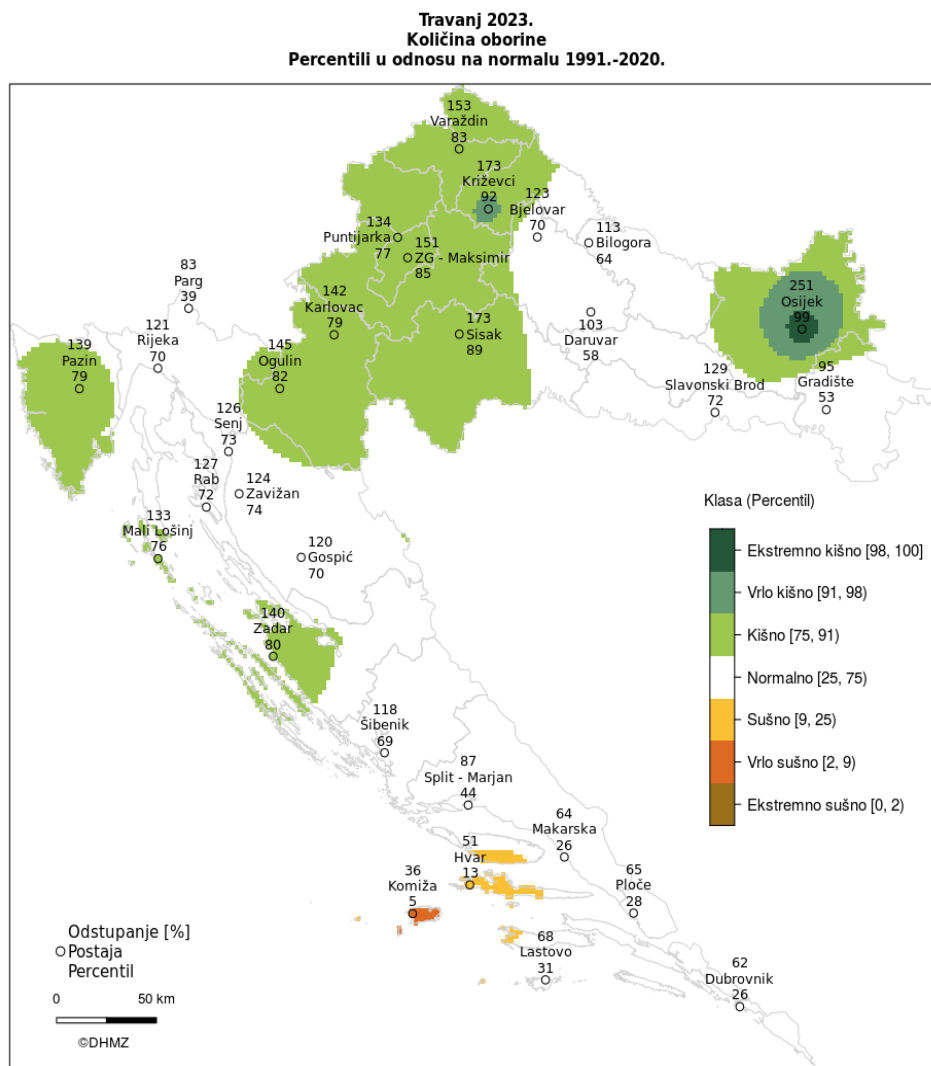 Travanj 2023.
Količina oborine
Percentili u odnosu na normalu 1991.-2020.
153
Varaždin
83
173
Križevci
92
123
Bjelovar
70
134
Puntijarka
77
151
ZG - Maksimir
85
113
Bilogora
64
83
Parg
39
142
Karlovac
79
173
Sisak
89
103
Daruvar
58
251
Osijek
99
121
Rijeka
70
139
Pazin
79
145
Ogulin
82
129
Slavonski Brod
72
95
Gradište
53
126
Senj
73
127
Rab
72
124
Zavižan
74
133
Mali Lošinj
76
120
Gospić
70
140
Zadar
80
118
Šibenik
69
87
Split - Marjan
44
64
Makarska
26
51
Hvar
13
36
Komiža
5
65
Ploče
28
68
Lastovo
31
62
Dubrovnik
26
Klasa (Percentil)
Ekstremno kišno [98, 100]
Vrlo kišno [91, 98)
Kišno [75, 91)
Normalno [25, 75)
Sušno [9, 25)
Vrlo sušno [2, 9)
Ekstremno sušno [0, 2)
Odstupanje [%]
Postaja
Percentil
0 50 km
©DHMZ